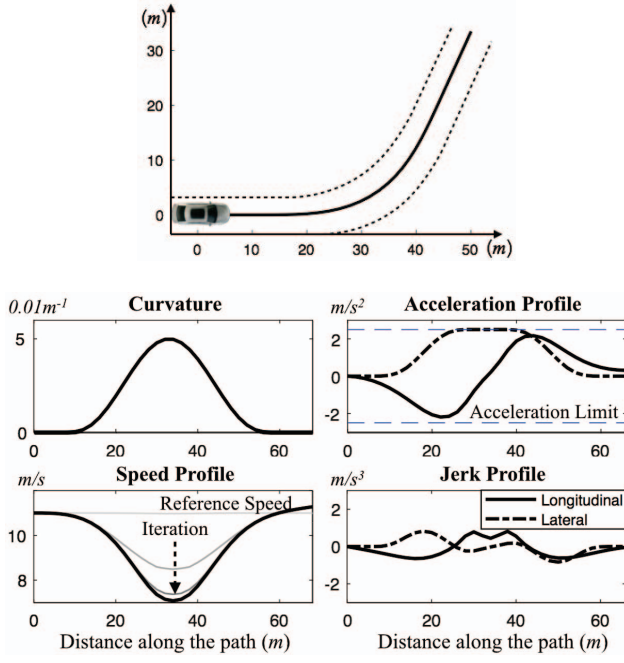 (m)
30
20
10
0
0 10 20 30 40 50
(m)
0.01m⁻¹ Curvature
5
0
0 20 40 60
m/s² Acceleration Profile
2
0
-2
Acceleration Limit
0 20 40 60
m/s Speed Profile
Reference Speed
Iteration
10
8
0 20 40 60
Distance along the path (m)
m/s³ Jerk Profile
Longitudinal
Lateral
2
0
-2
0 20 40 60
Distance along the path (m)